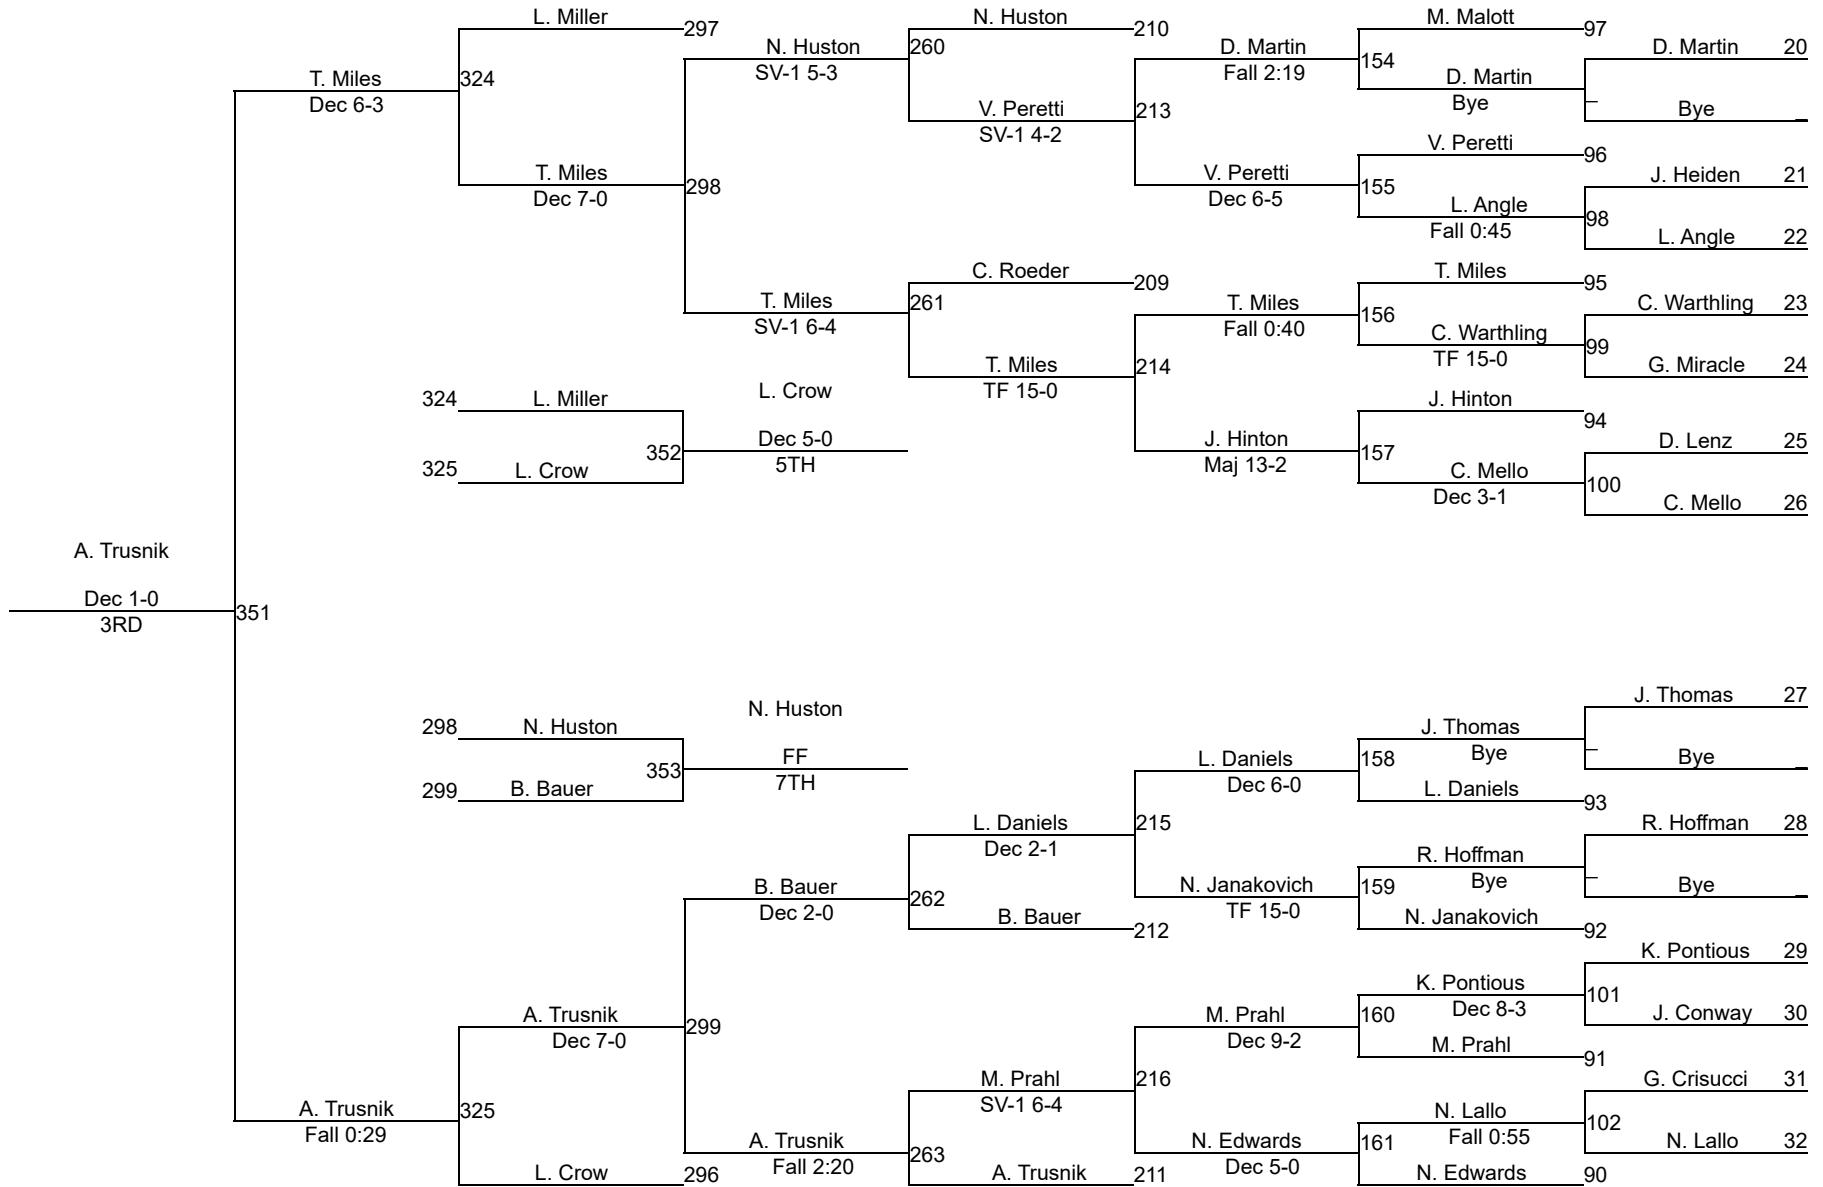 L. Miller
297
N. Huston
210
M. Malott
97
N. Huston
SV-1 5-3
260
D. Martin
Fall 2:19
154
D. Martin
20
T. Miles
Dec 6-3
324
D. Martin
Bye
Bye
_
V. Peretti
SV-1 4-2
213
V. Peretti
96
T. Miles
Dec 7-0
298
V. Peretti
Dec 6-5
155
J. Heiden
21
L. Angle
Fall 0:45
98
L. Angle
22
C. Roeder
209
T. Miles
95
T. Miles
SV-1 6-4
261
T. Miles
Fall 0:40
156
C. Warthling
23
C. Warthling
TF 15-0
99
T. Miles
TF 15-0
214
G. Miracle
24
324
L. Miller
L. Crow
J. Hinton
94
352
Dec 5-0
5TH
J. Hinton
Maj 13-2
157
D. Lenz
25
325
L. Crow
C. Mello
Dec 3-1
100
C. Mello
26
A. Trusnik
Dec 1-0
3RD
351
J. Thomas
27
298
N. Huston
N. Huston
J. Thomas
Bye
353
FF
7TH
L. Daniels
Dec 6-0
158
Bye
_
299
B. Bauer
L. Daniels
93
L. Daniels
Dec 2-1
215
R. Hoffman
28
R. Hoffman
Bye
B. Bauer
Dec 2-0
262
N. Janakovich
TF 15-0
159
Bye
_
B. Bauer
212
N. Janakovich
92
K. Pontious
29
K. Pontious
Dec 8-3
101
A. Trusnik
Dec 7-0
299
M. Prahl
Dec 9-2
160
J. Conway
30
M. Prahl
91
M. Prahl
SV-1 6-4
216
G. Crisucci
31
A. Trusnik
Fall 0:29
325
N. Lallo
Fall 0:55
102
A. Trusnik
Fall 2:20
263
N. Edwards
Dec 5-0
161
N. Lallo
32
L. Crow
296
A. Trusnik
211
N. Edwards
90